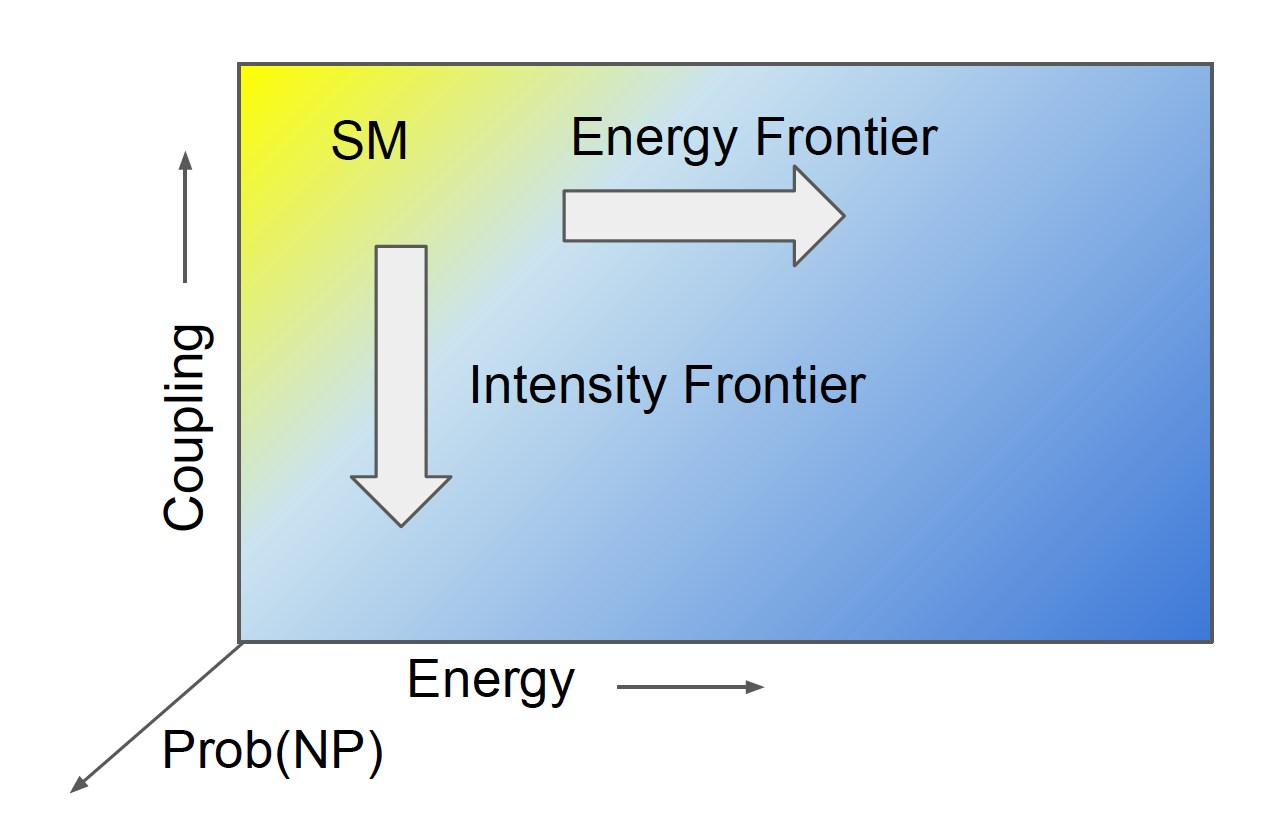 SM
Energy Frontier
Intensity Frontier
Coupling
Energy
Prob(NP)